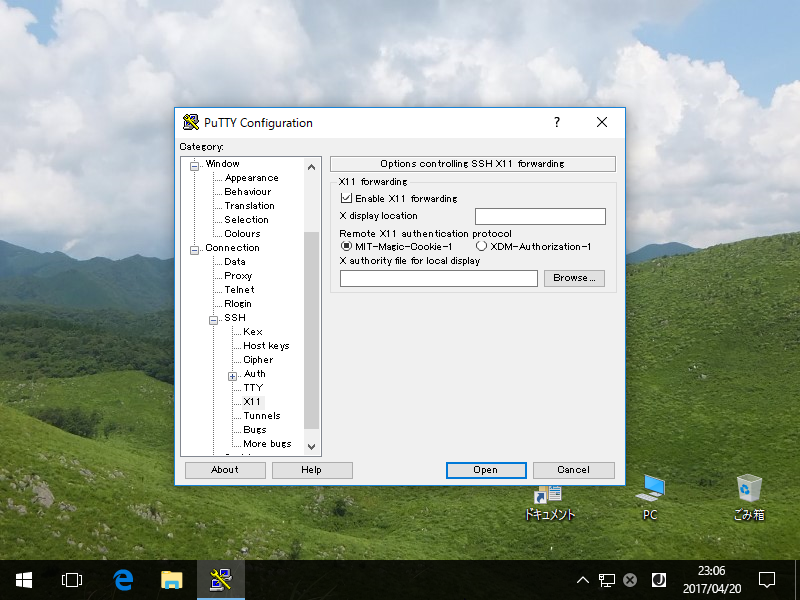 PuTTY Configuration
?
Category:
Window
Appearance
Behaviour
Translation
Selection
Colours
Connection
Data
Proxy
Telnet
Rlogin
SSH
Kex
Host keys
Cipher
Auth
TTY
X11
Tunnels
Bugs
More bugs
Options controlling SSH X11 forwarding
X11 forwarding
Enable X11 forwarding
X display location
Remote X11 authentication protocol
MIT-Magic-Cookie-1 XDM-Authorization-1
X authority file for local display
Browse...
About Help Open Cancel
ドキュメント PC ごみ箱
23:06
2017/04/20